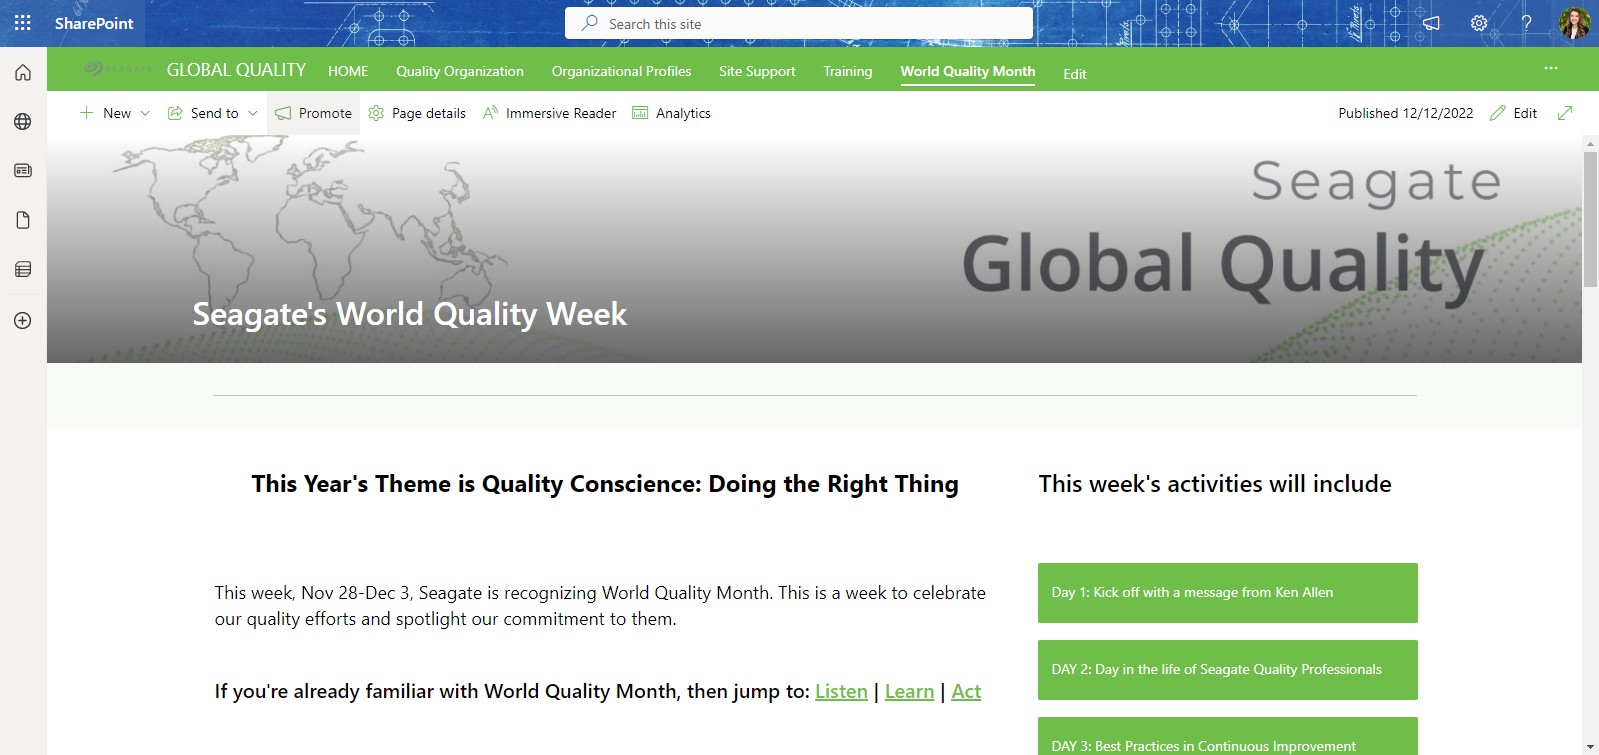 SharePoint
Search this site
SEAGATE
GLOBAL QUALITY
HOME
Quality Organization
Organizational Profiles
Site Support
Training
World Quality Month
Edit
New
Send to
Promote
Page details
Immersive Reader
Analytics
Published 12/12/2022
Edit
Seagate
Global Quality
Seagate's World Quality Week
This Year's Theme is Quality Conscience: Doing the Right Thing
This week, Nov 28-Dec 3, Seagate is recognizing World Quality Month. This is a week to celebrate
our quality efforts and spotlight our commitment to them.
If you're already familiar with World Quality Month, then jump to: Listen | Learn | Act
This week's activities will include
Day 1: Kick off with a message from Ken Allen
DAY 2: Day in the life of Seagate Quality Professionals
DAY 3: Best Practices in Continuous Improvement